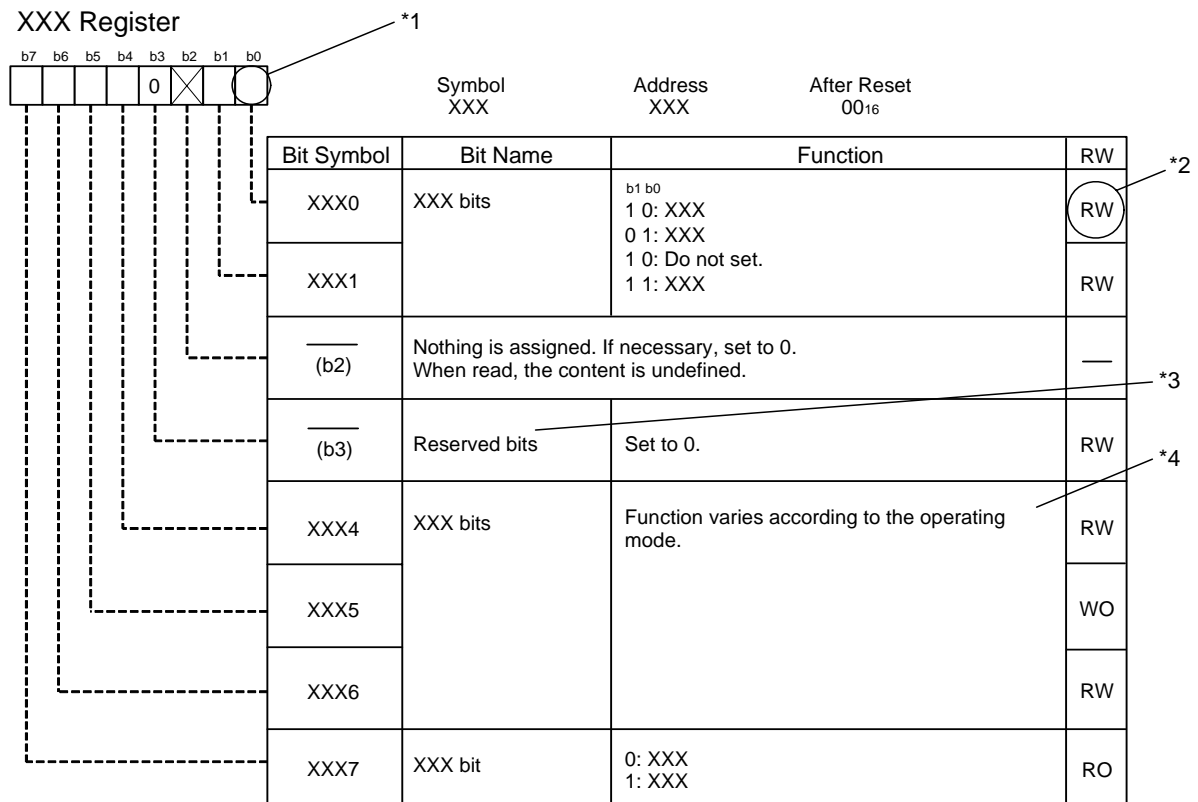 XXX Register
*1
b7 b6 b5 b4 b3 b2 b1 b0
0
Symbol Address After Reset
XXX XXX 00₁₆
Bit Symbol Bit Name Function RW
*2
XXX0 XXX bits
b1 b0
1 0: XXX
0 1: XXX
1 0: Do not set.
1 1: XXX
RW
XXX1
RW
(b2)
Nothing is assigned. If necessary, set to 0.
When read, the content is undefined.
—
*3
(b3) Reserved bits Set to 0. RW
*4
XXX4 XXX bits
Function varies according to the operating
mode.
RW
XXX5 WO
XXX6 RW
XXX7 XXX bit
0: XXX
1: XXX
RO